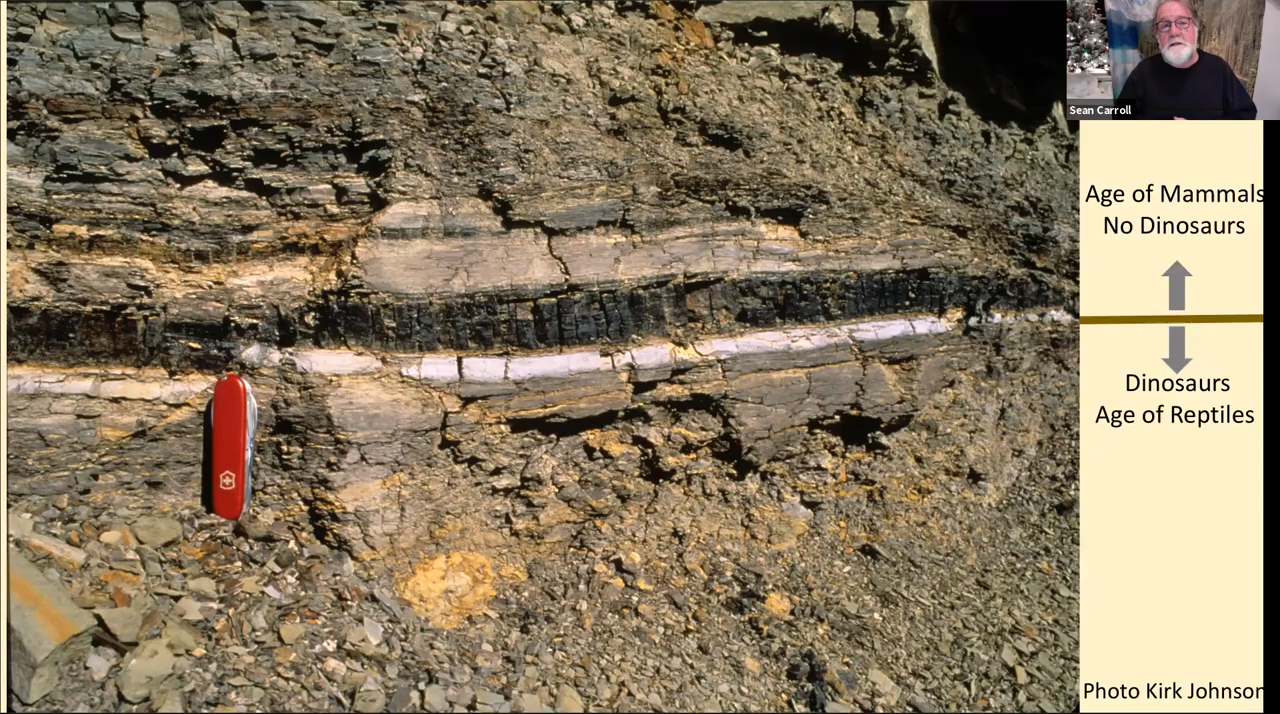 Sean Carroll
Age of Mammals
No Dinosaurs
Dinosaurs
Age of Reptiles
Photo Kirk Johnson